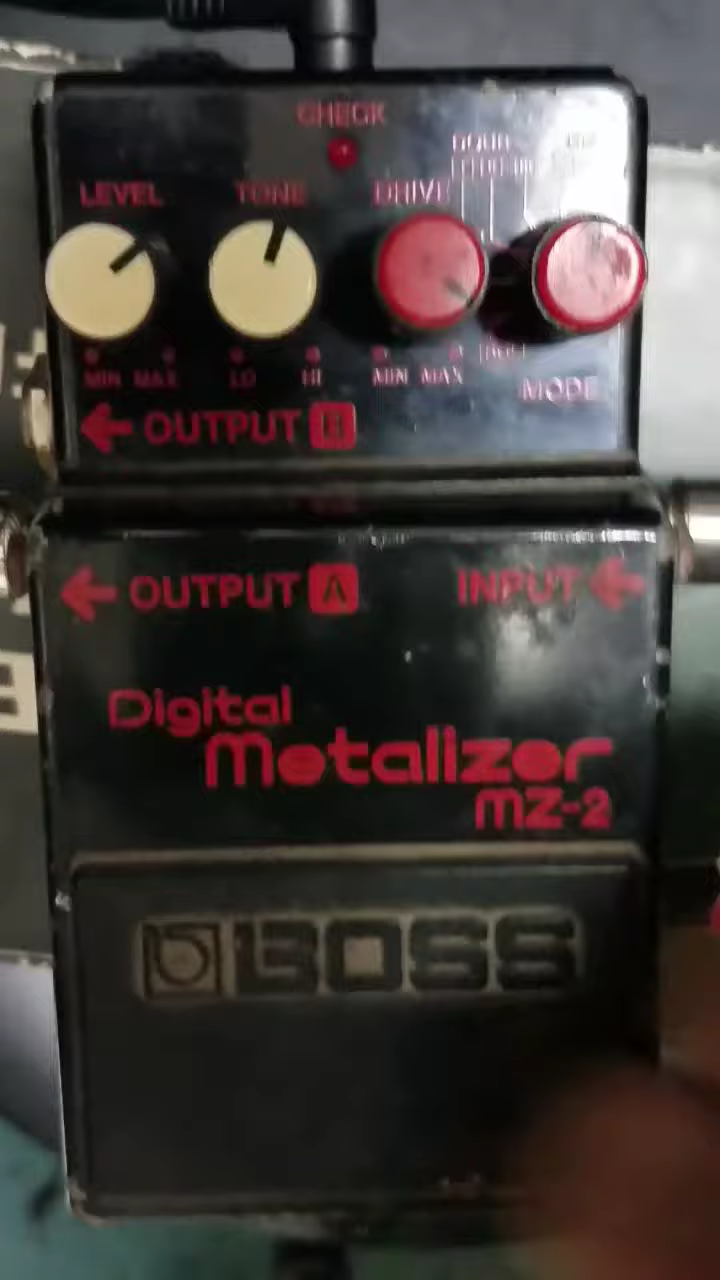 CHECK
LEVEL TONE DRIVE
MIN MAX LO HI MIN MAX
MODE
OUTPUT B
OUTPUT A INPUT
Digital
Metalizer
MZ-2
BOSS